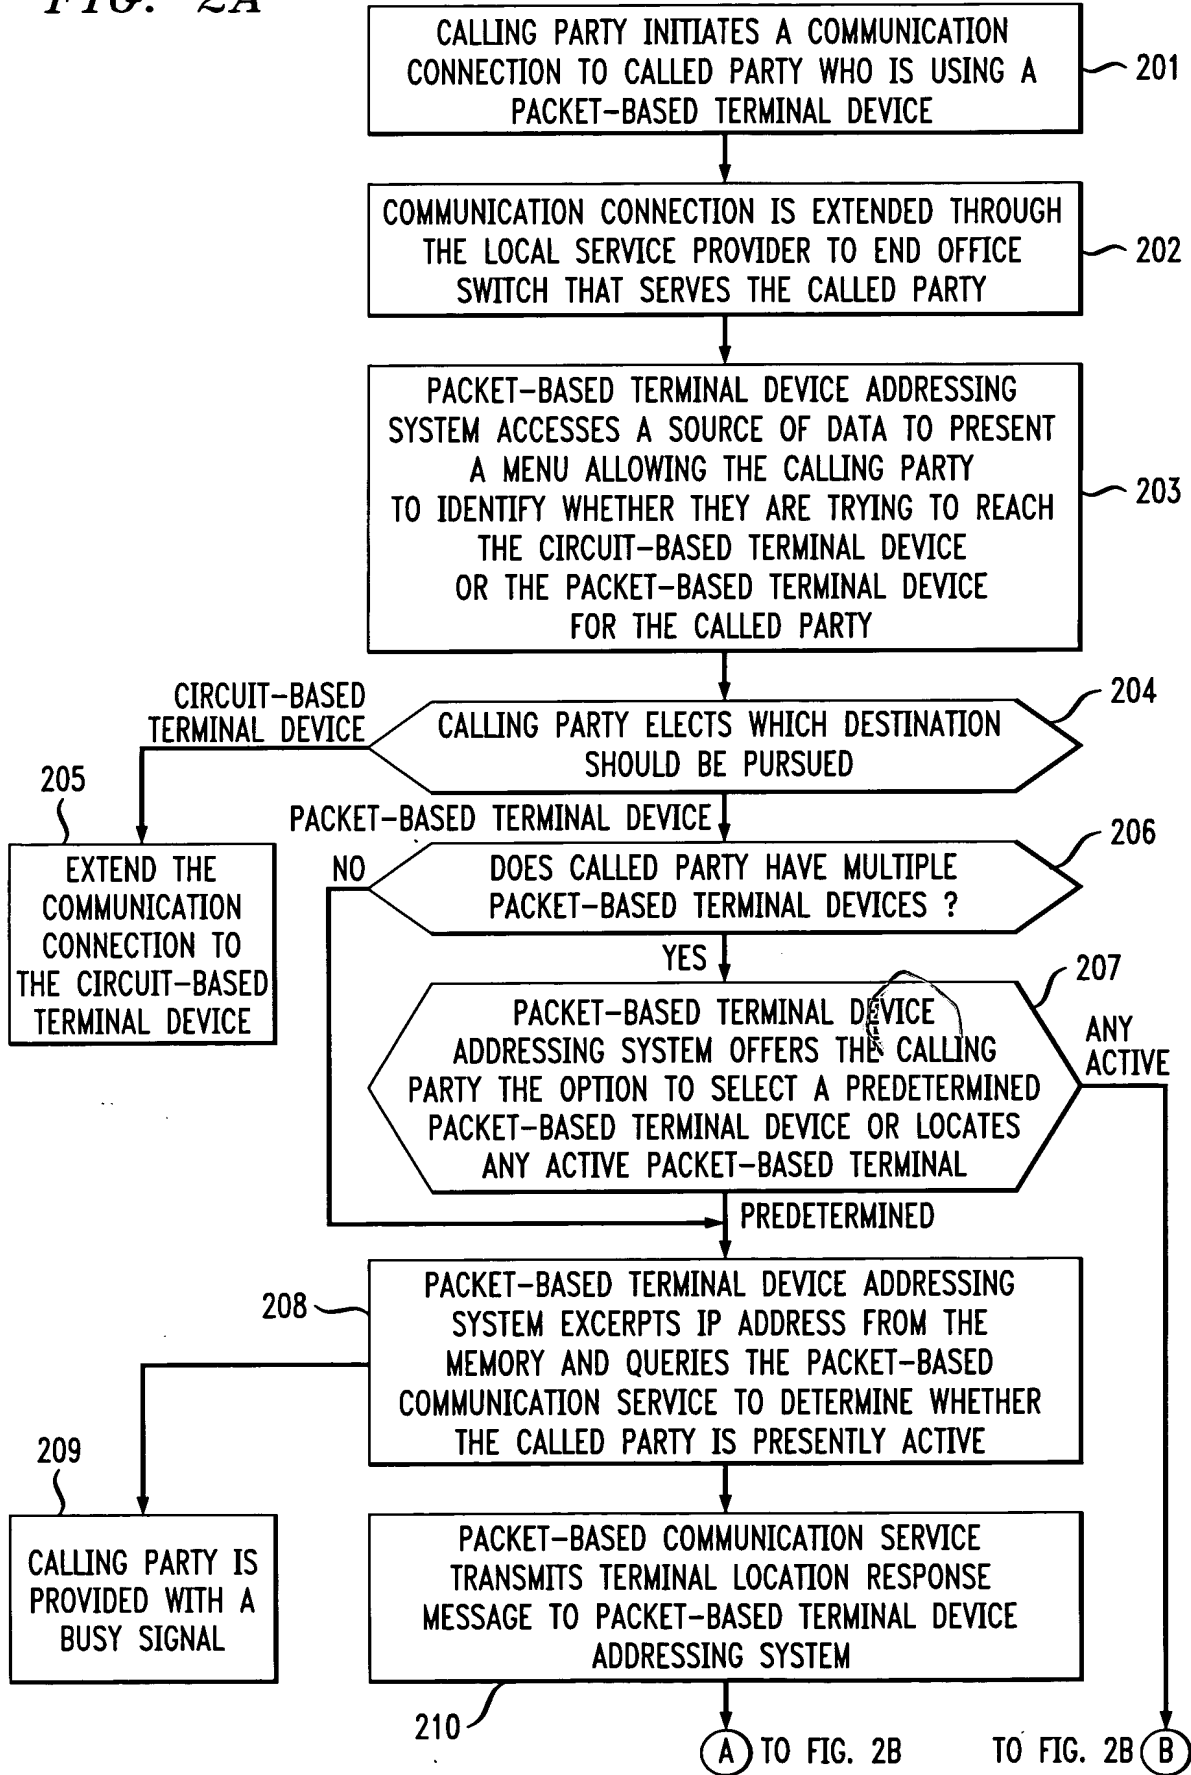 FIG. 2A
CALLING PARTY INITIATES A COMMUNICATION
CONNECTION TO CALLED PARTY WHO IS USING A
PACKET-BASED TERMINAL DEVICE
201
COMMUNICATION CONNECTION IS EXTENDED THROUGH
THE LOCAL SERVICE PROVIDER TO END OFFICE
SWITCH THAT SERVES THE CALLED PARTY
202
PACKET-BASED TERMINAL DEVICE ADDRESSING
SYSTEM ACCESSES A SOURCE OF DATA TO PRESENT
A MENU ALLOWING THE CALLING PARTY
TO IDENTIFY WHETHER THEY ARE TRYING TO REACH
THE CIRCUIT-BASED TERMINAL DEVICE
OR THE PACKET-BASED TERMINAL DEVICE
FOR THE CALLED PARTY
203
CIRCUIT-BASED
TERMINAL DEVICE
CALLING PARTY ELECTS WHICH DESTINATION
SHOULD BE PURSUED
204
205
EXTEND THE
COMMUNICATION
CONNECTION TO
THE CIRCUIT-BASED
TERMINAL DEVICE
PACKET-BASED TERMINAL DEVICE
NO
DOES CALLED PARTY HAVE MULTIPLE
PACKET-BASED TERMINAL DEVICES ?
206
YES
PACKET-BASED TERMINAL DEVICE
ADDRESSING SYSTEM OFFERS THE CALLING
PARTY THE OPTION TO SELECT A PREDETERMINED
PACKET-BASED TERMINAL DEVICE OR LOCATES
ANY ACTIVE PACKET-BASED TERMINAL
207
ANY
ACTIVE
PREDETERMINED
208
PACKET-BASED TERMINAL DEVICE ADDRESSING
SYSTEM EXCERPTS IP ADDRESS FROM THE
MEMORY AND QUERIES THE PACKET-BASED
COMMUNICATION SERVICE TO DETERMINE WHETHER
THE CALLED PARTY IS PRESENTLY ACTIVE
209
CALLING PARTY IS
PROVIDED WITH A
BUSY SIGNAL
PACKET-BASED COMMUNICATION SERVICE
TRANSMITS TERMINAL LOCATION RESPONSE
MESSAGE TO PACKET-BASED TERMINAL DEVICE
ADDRESSING SYSTEM
210
A TO FIG. 2B
TO FIG. 2B B